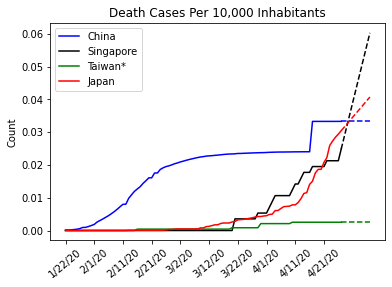 Death Cases Per 10,000 Inhabitants
China
Singapore
Taiwan*
Japan
Count
0.06
0.05
0.04
0.03
0.02
0.01
0.00
1/22/20
2/1/20
2/11/20
2/21/20
3/2/20
3/12/20
3/22/20
4/1/20
4/11/20
4/21/20